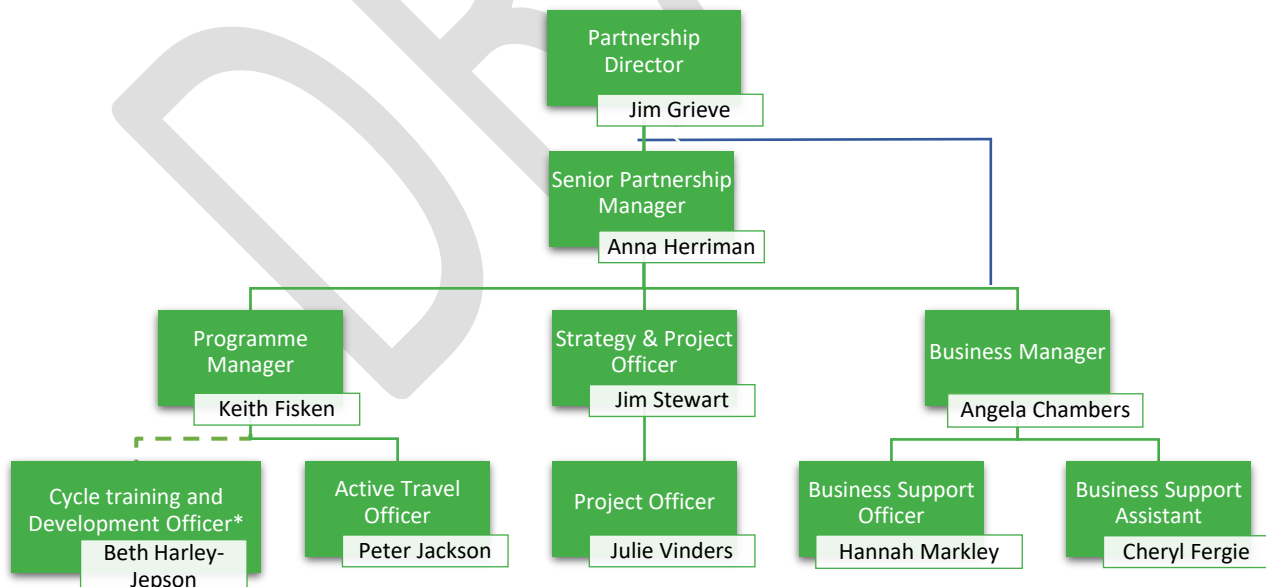 Partnership
Director
Jim Grieve
Senior Partnership
Manager
Anna Herriman
Programme
Manager
Keith Fisken
Strategy & Project
Officer
Jim Stewart
Business Manager
Angela Chambers
Cycle training and
Development Officer*
Beth Harley-
Jepson
Active Travel
Officer
Peter Jackson
Project Officer
Julie Vinders
Business Support
Officer
Hannah Markley
Business Support
Assistant
Cheryl Fergie